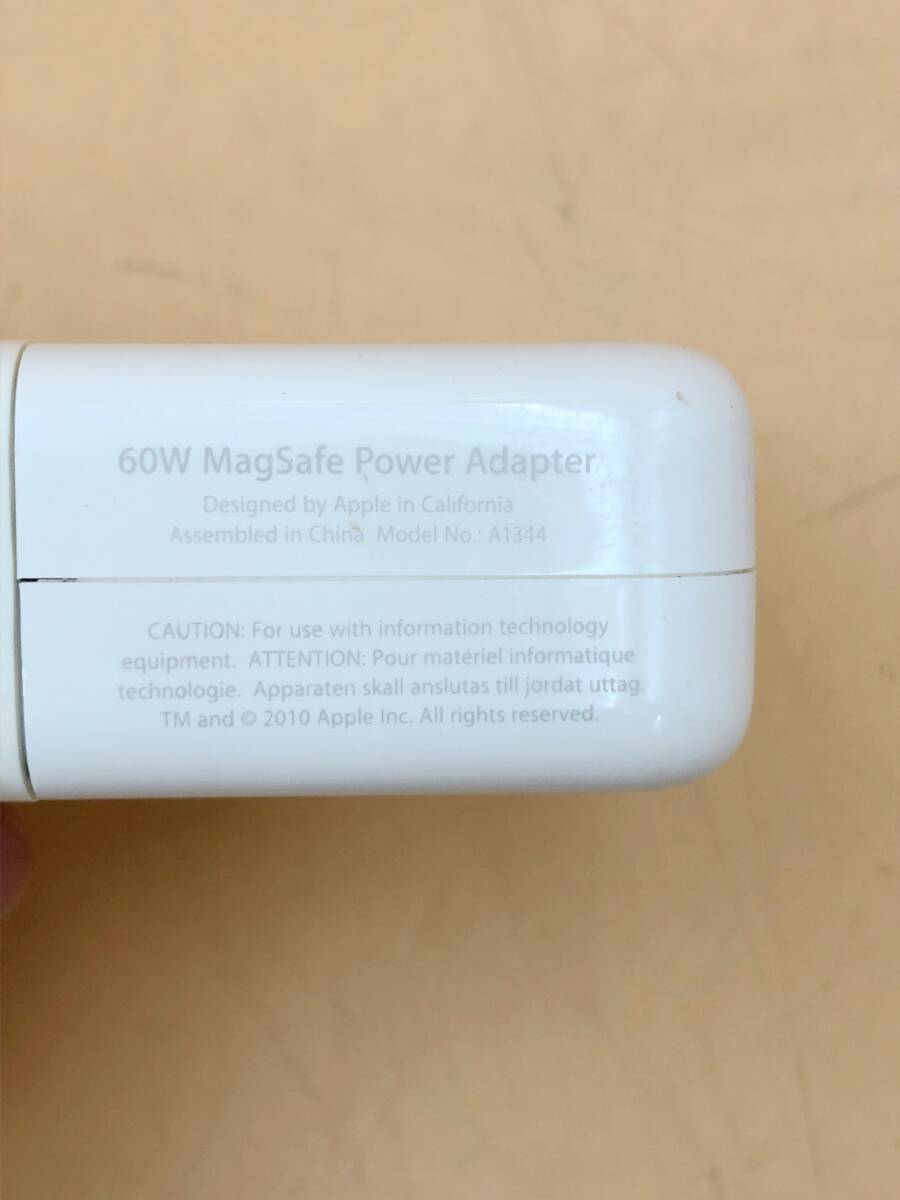 60W MagSafe Power Adapter
Designed by Apple in California
Assembled in China Model No.: A1344
CAUTION: For use with information technology
equipment. ATTENTION: Pour matériel informatique
technologie. Apparaten skall anslutas till jordat uttag.
TM and © 2010 Apple Inc. All rights reserved.